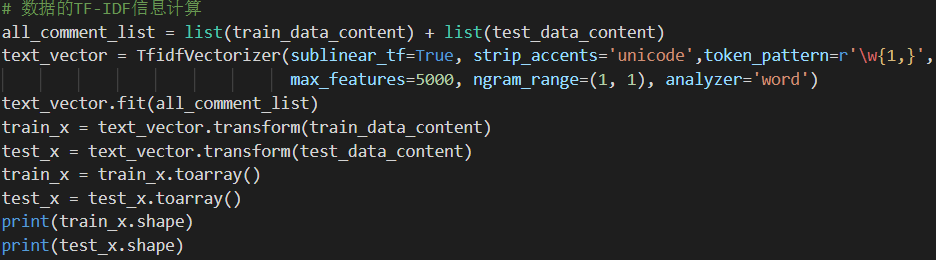 # 数据的TF-IDF信息计算
all_comment_list = list(train_data_content) + list(test_data_content)
text_vector = TfidfVectorizer(sublinear_tf=True, strip_accents='unicode',token_pattern=r'\w{1,}',
max_features=5000, ngram_range=(1, 1), analyzer='word')
text_vector.fit(all_comment_list)
train_x = text_vector.transform(train_data_content)
test_x = text_vector.transform(test_data_content)
train_x = train_x.toarray()
test_x = test_x.toarray()
print(train_x.shape)
print(test_x.shape)